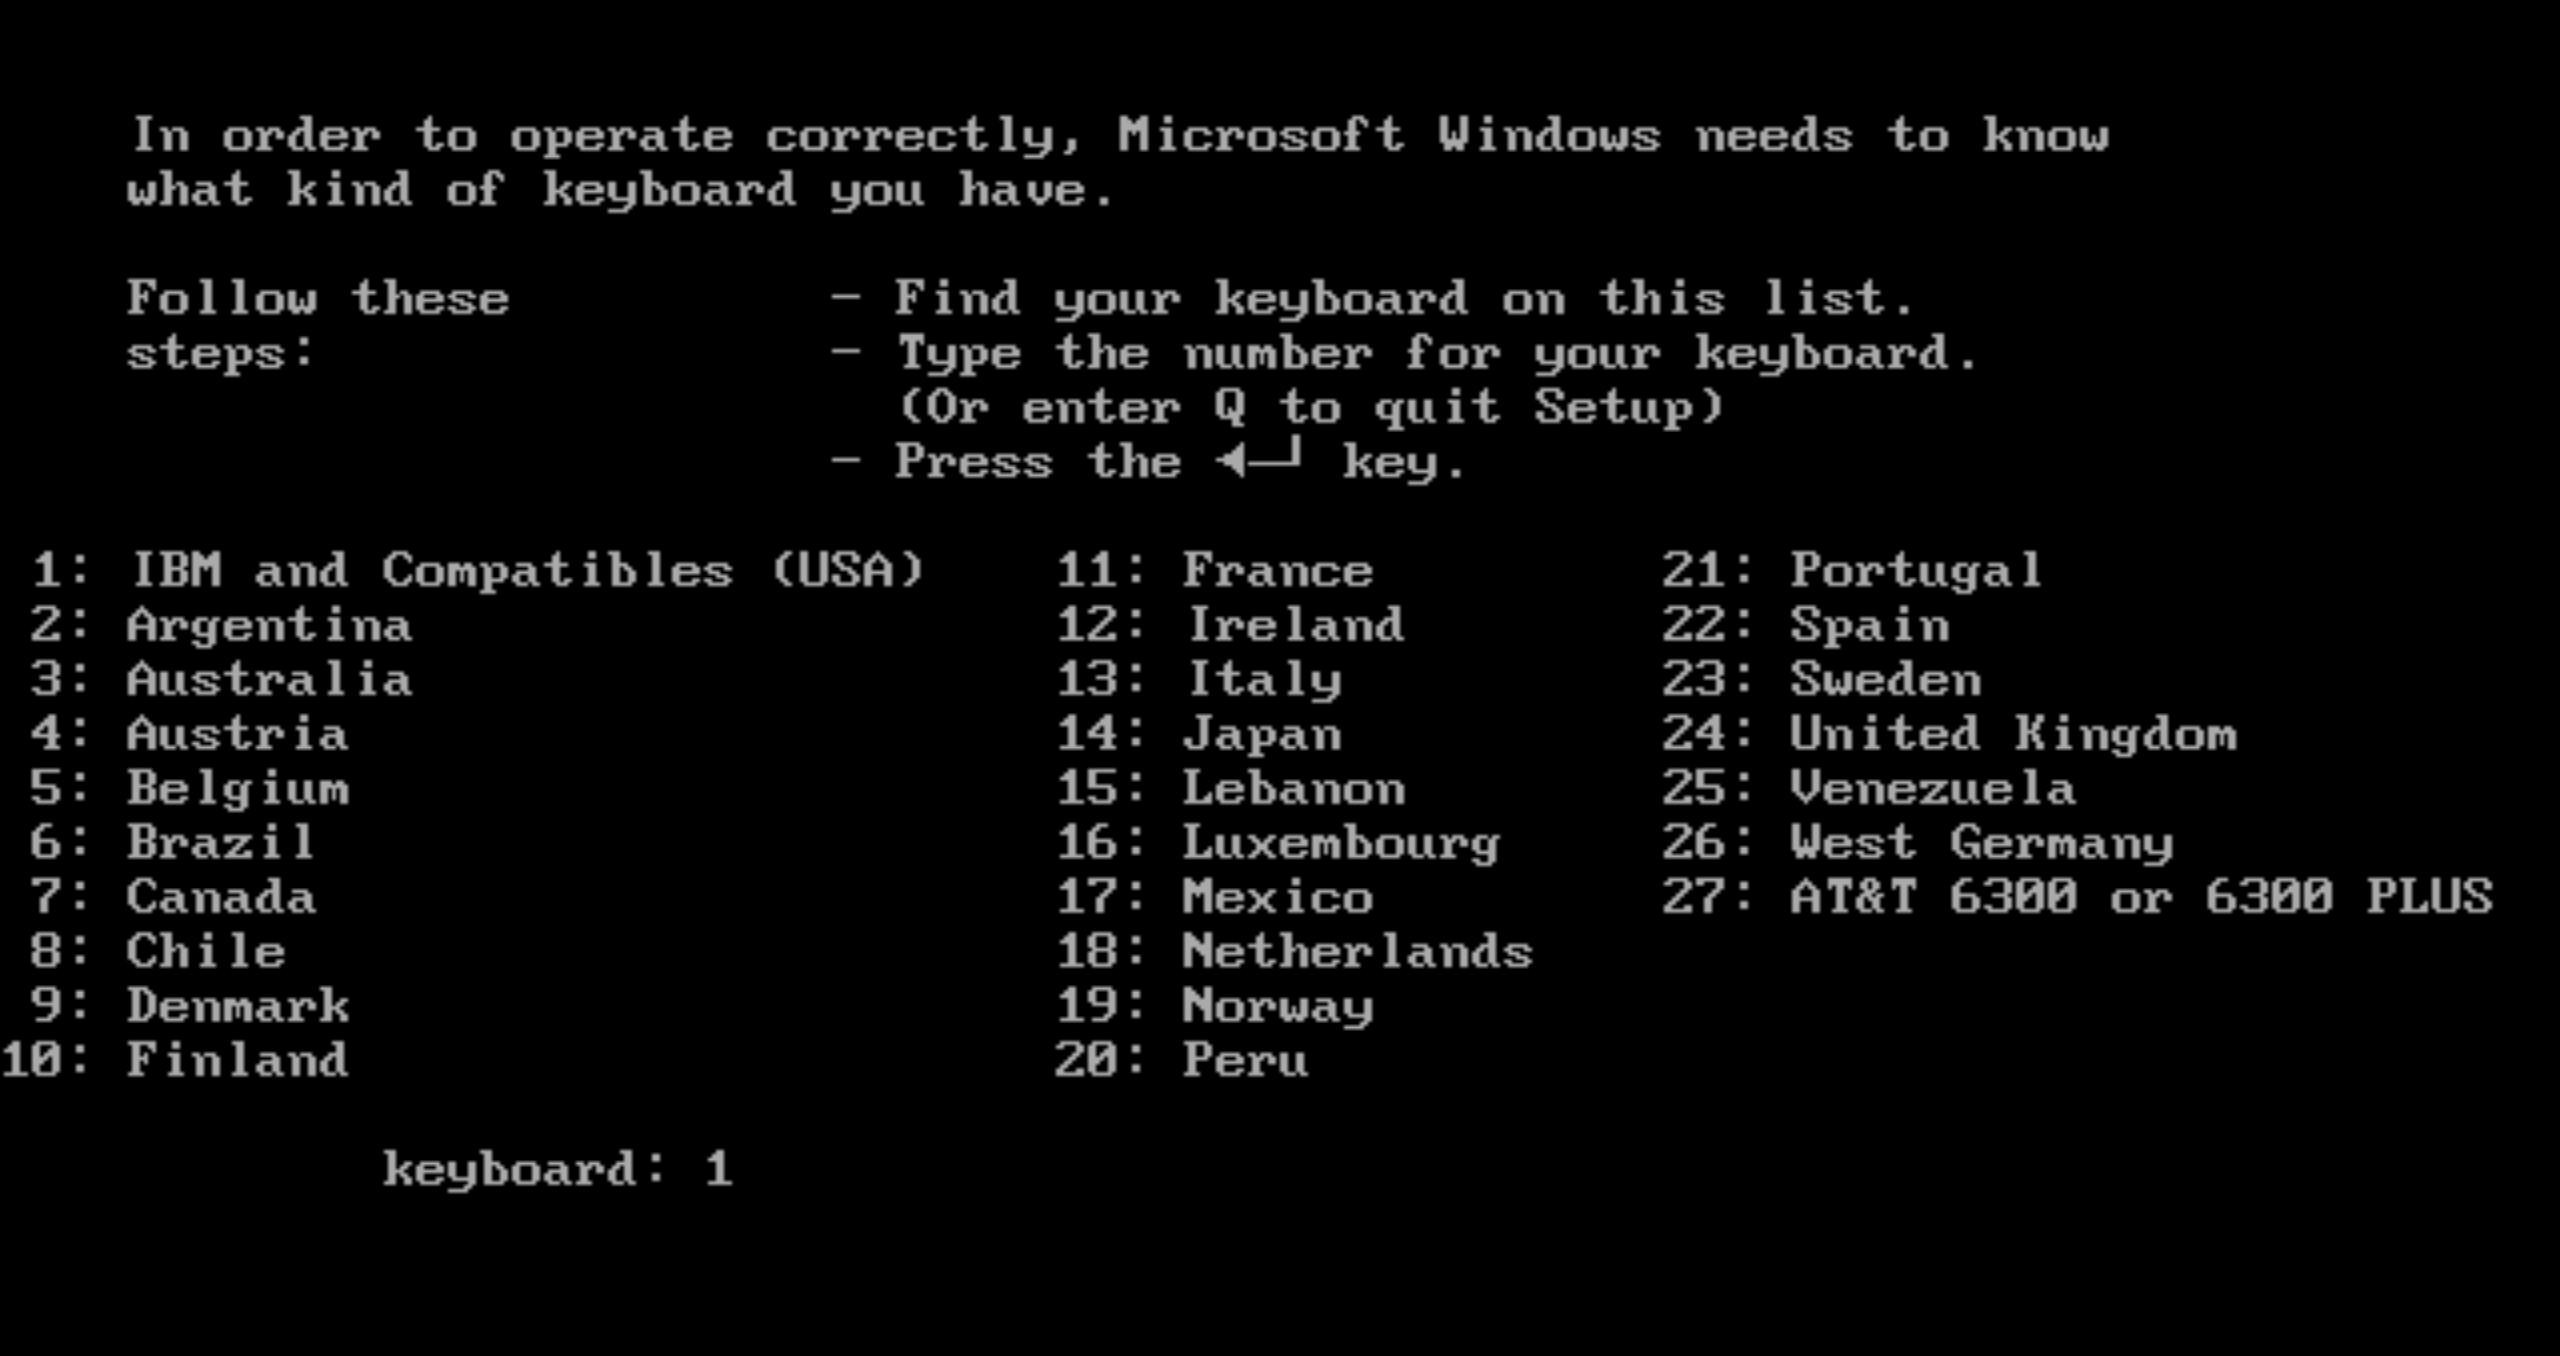 In order to operate correctly, Microsoft Windows needs to know
what kind of keyboard you have.
Follow these - Find your keyboard on this list.
steps: - Type the number for your keyboard.
(Or enter Q to quit Setup)
- Press the ◄─┘ key.
1: IBM and Compatibles (USA) 11: France 21: Portugal
2: Argentina 12: Ireland 22: Spain
3: Australia 13: Italy 23: Sweden
4: Austria 14: Japan 24: United Kingdom
5: Belgium 15: Lebanon 25: Venezuela
6: Brazil 16: Luxembourg 26: West Germany
7: Canada 17: Mexico 27: AT&T 6300 or 6300 PLUS
8: Chile 18: Netherlands
9: Denmark 19: Norway
10: Finland 20: Peru
keyboard: 1